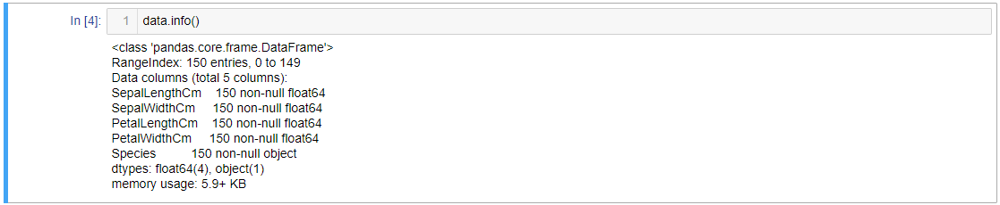 In [4]: 1 data.info()
<class 'pandas.core.frame.DataFrame'>
RangeIndex: 150 entries, 0 to 149
Data columns (total 5 columns):
SepalLengthCm 150 non-null float64
SepalWidthCm 150 non-null float64
PetalLengthCm 150 non-null float64
PetalWidthCm 150 non-null float64
Species 150 non-null object
dtypes: float64(4), object(1)
memory usage: 5.9+ KB